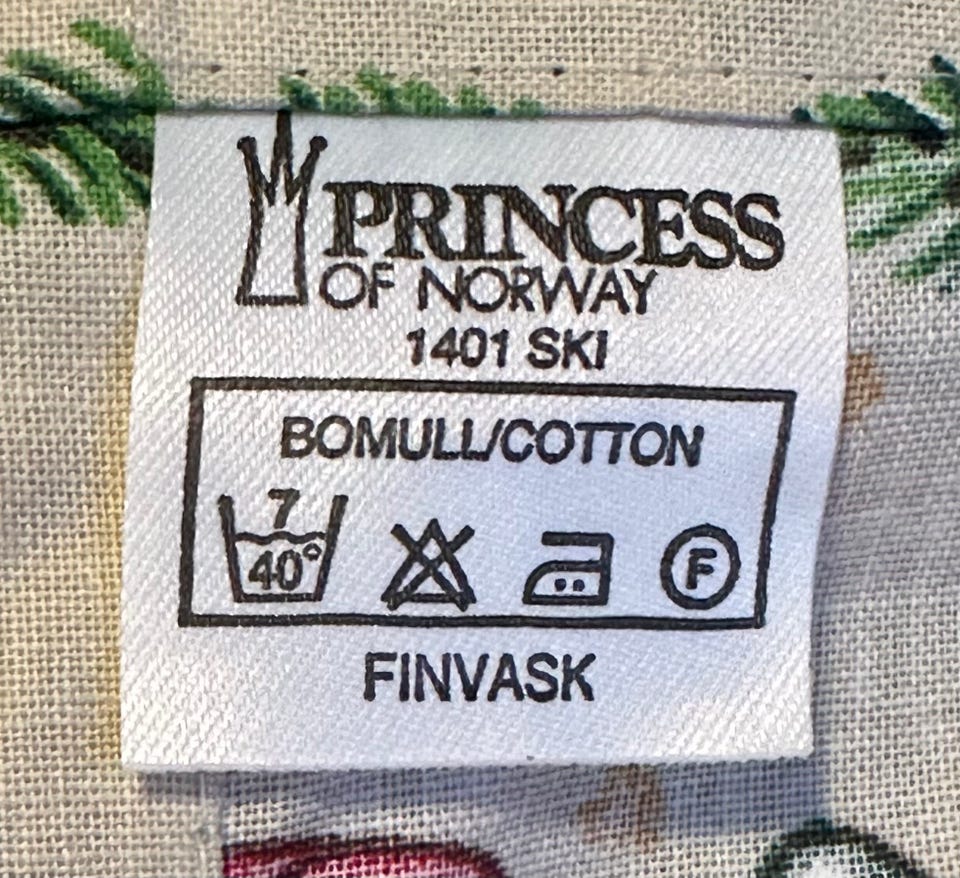 PRINCESS
OF NORWAY
1401 SKI
BOMULL/COTTON
7
40°
F
FINVASK